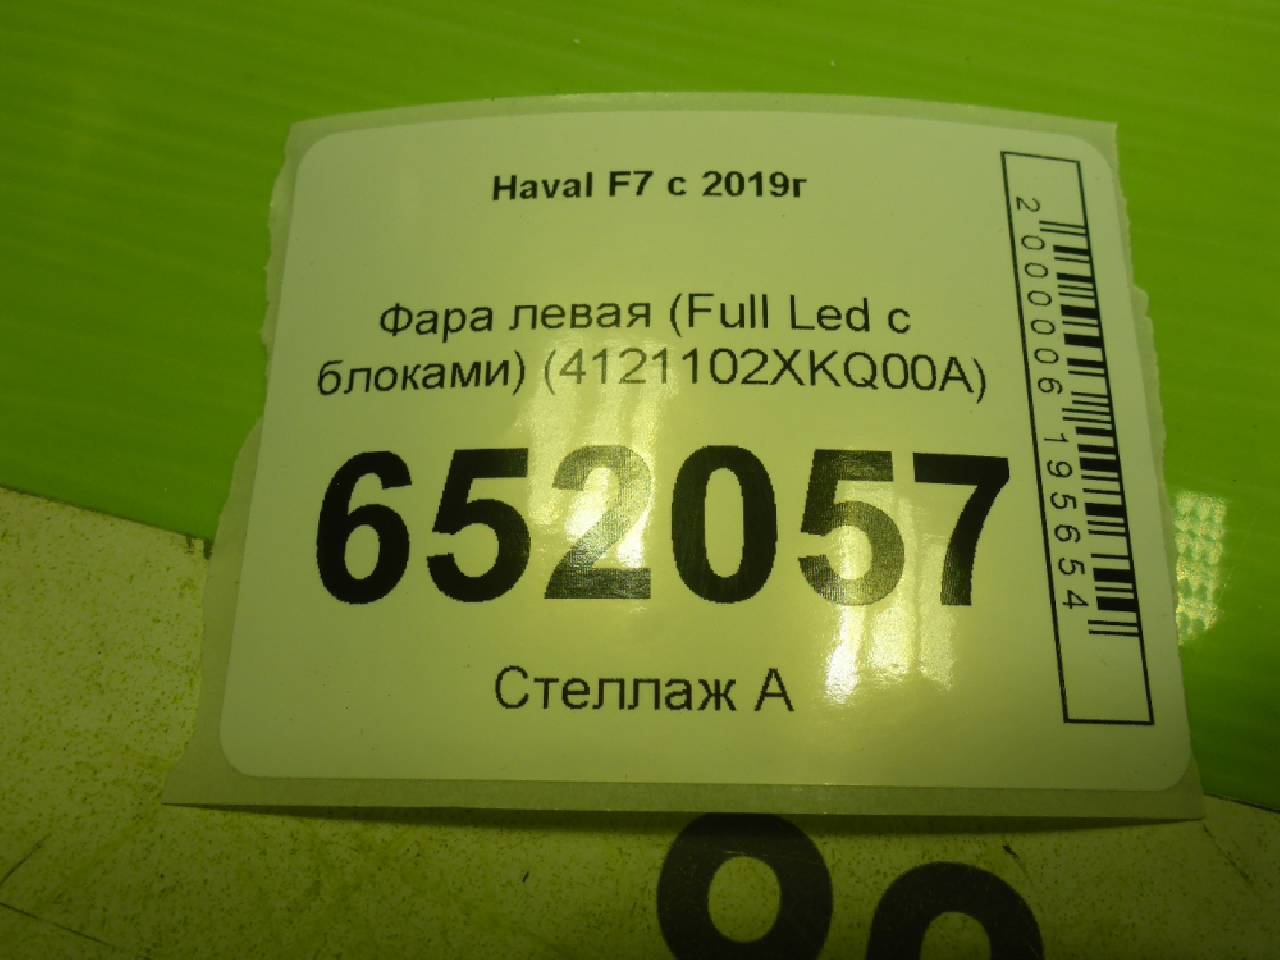 Haval F7 с 2019г
Фара левая (Full Led с
блоками) (4121102XKQ00A)
652057
Стеллаж А
2000006195654